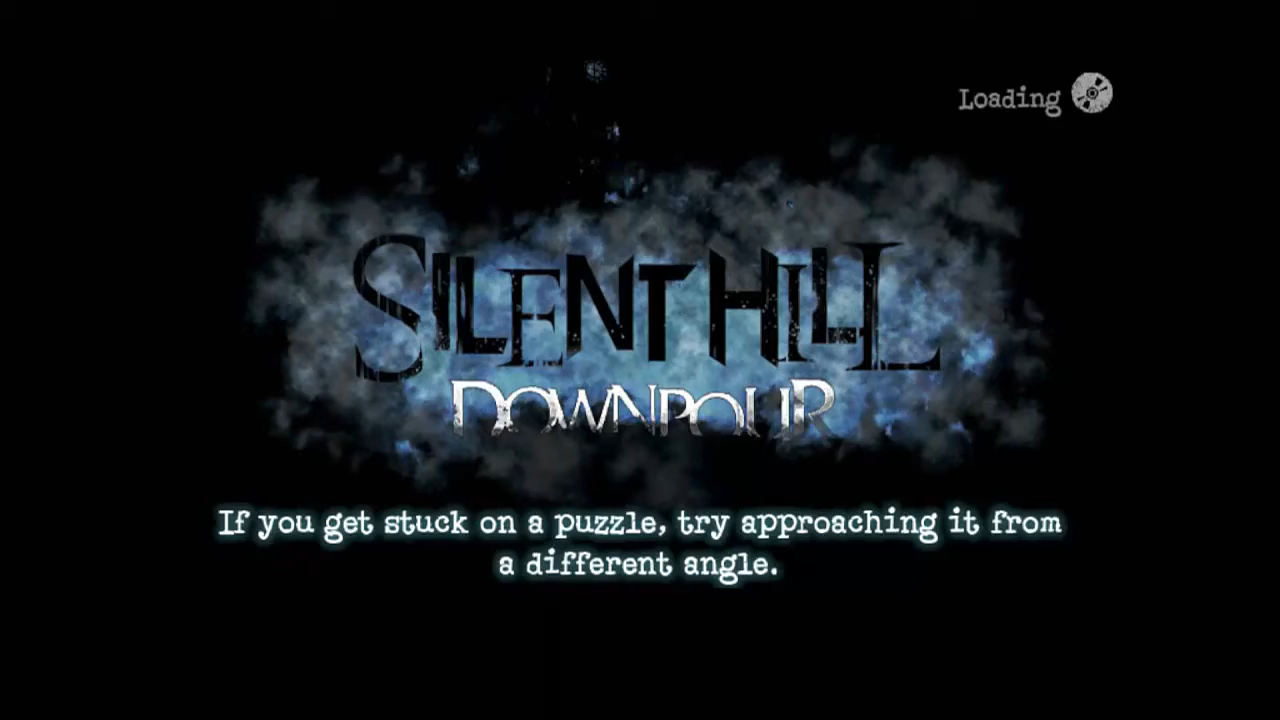 Loading
SILENT HILL
DOWNPOUR
If you get stuck on a puzzle, try approaching it from
a different angle.